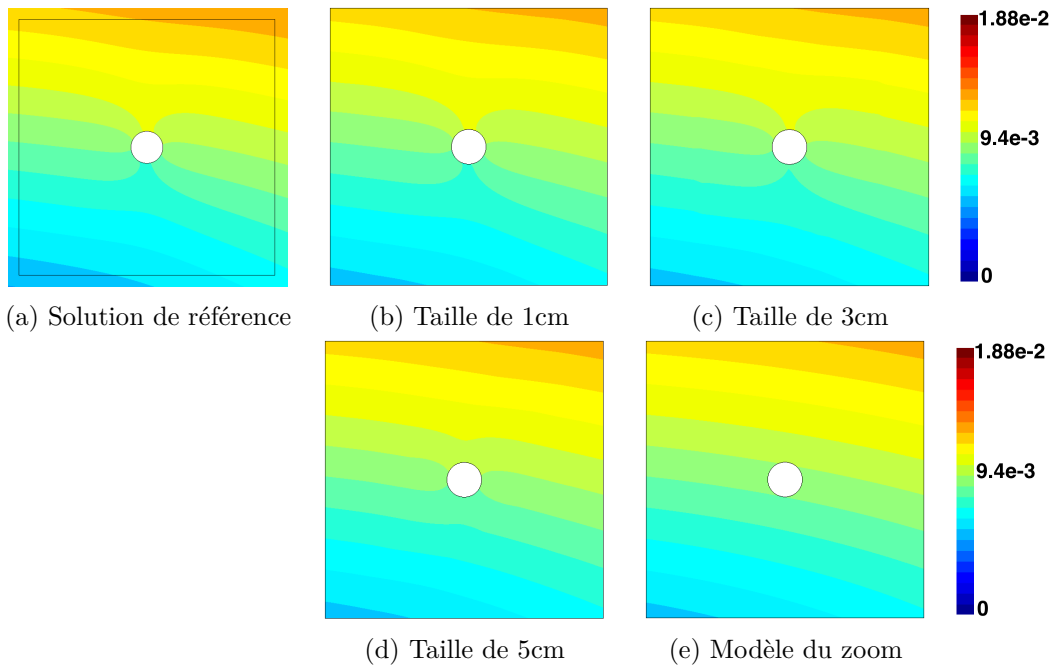 1.88e-2
9.4e-3
0
(a) Solution de référence
(b) Taille de 1cm
(c) Taille de 3cm
1.88e-2
9.4e-3
0
(d) Taille de 5cm
(e) Modèle du zoom